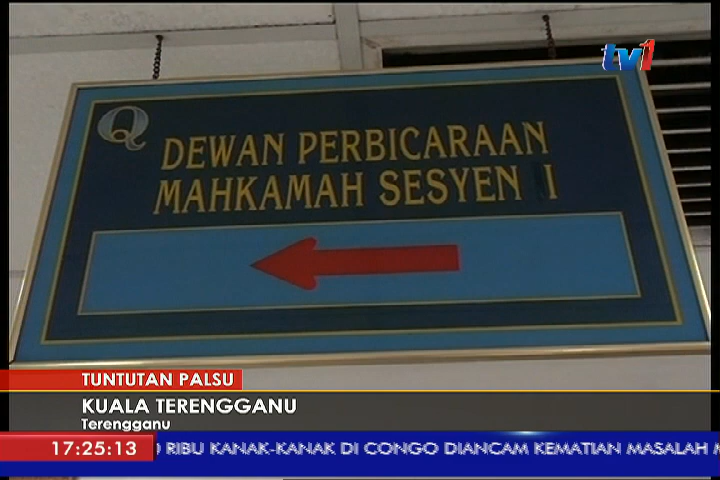 tv1
Q
DEWAN PERBICARAAN
MAHKAMAH SESYEN I
TUNTUTAN PALSU
KUALA TERENGGANU
Terengganu
17:25:13
RIBU KANAK-KANAK DI CONGO DIANCAM KEMATIAN MASALAH